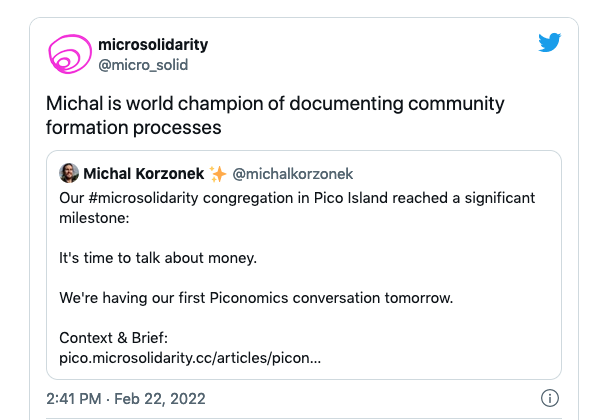 microsolidarity
@micro_solid
Michal is world champion of documenting community
formation processes
Michal Korzonek ✨ @michalkorzonek
Our #microsolidarity congregation in Pico Island reached a significant
milestone:
It's time to talk about money.
We're having our first Piconomics conversation tomorrow.
Context & Brief:
pico.microsolidarity.cc/articles/picon...
2:41 PM · Feb 22, 2022